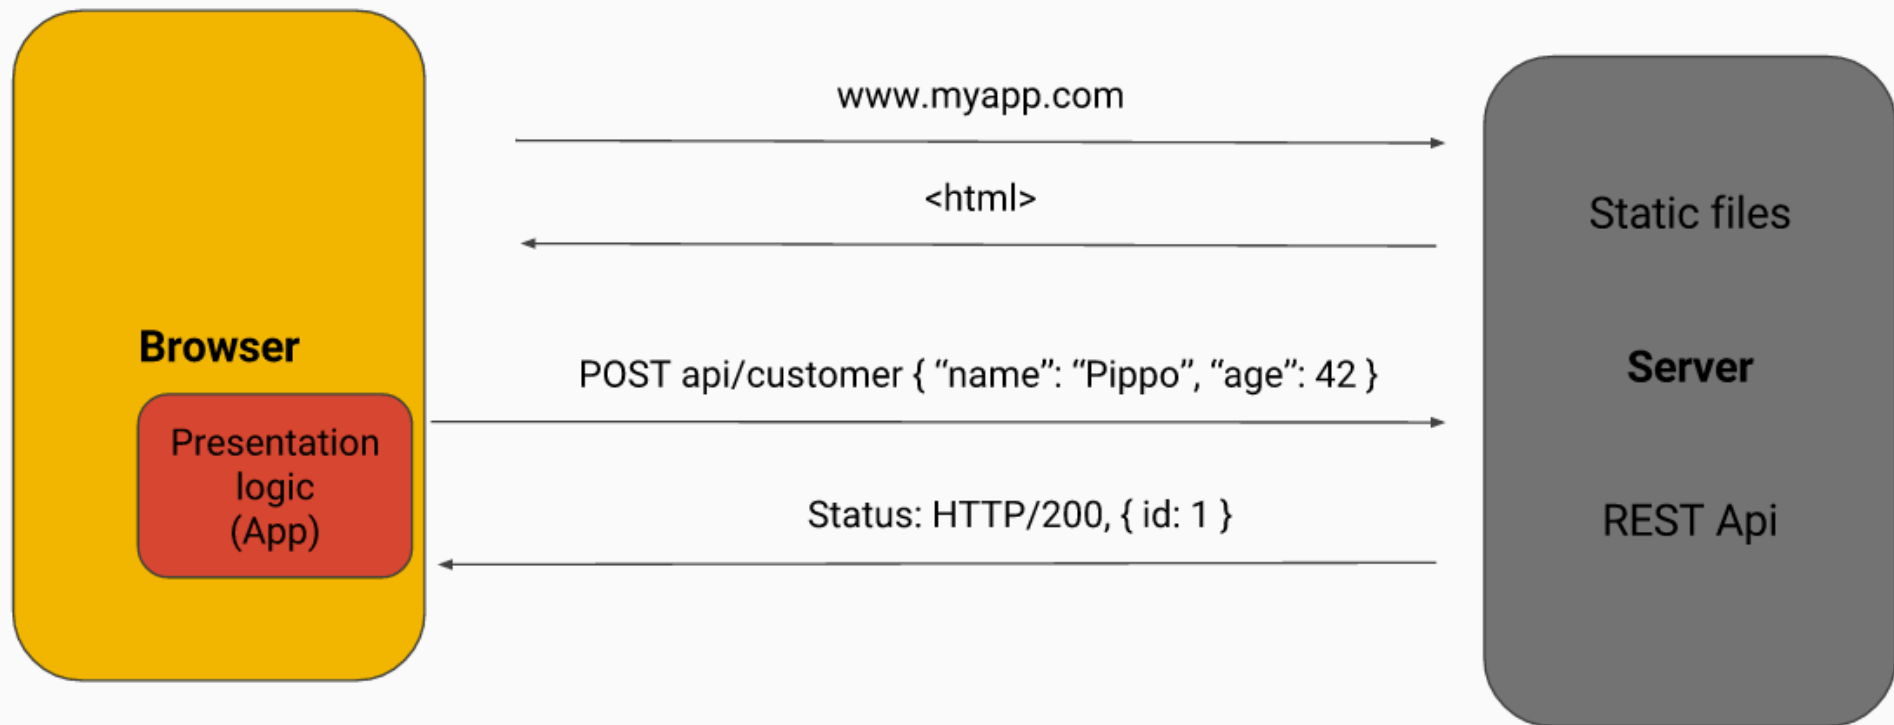 www.myapp.com
<html>
Static files
Browser
POST api/customer { “name”: “Pippo”, “age”: 42 }
Server
Presentation
logic
(App)
Status: HTTP/200, { id: 1 }
REST Api